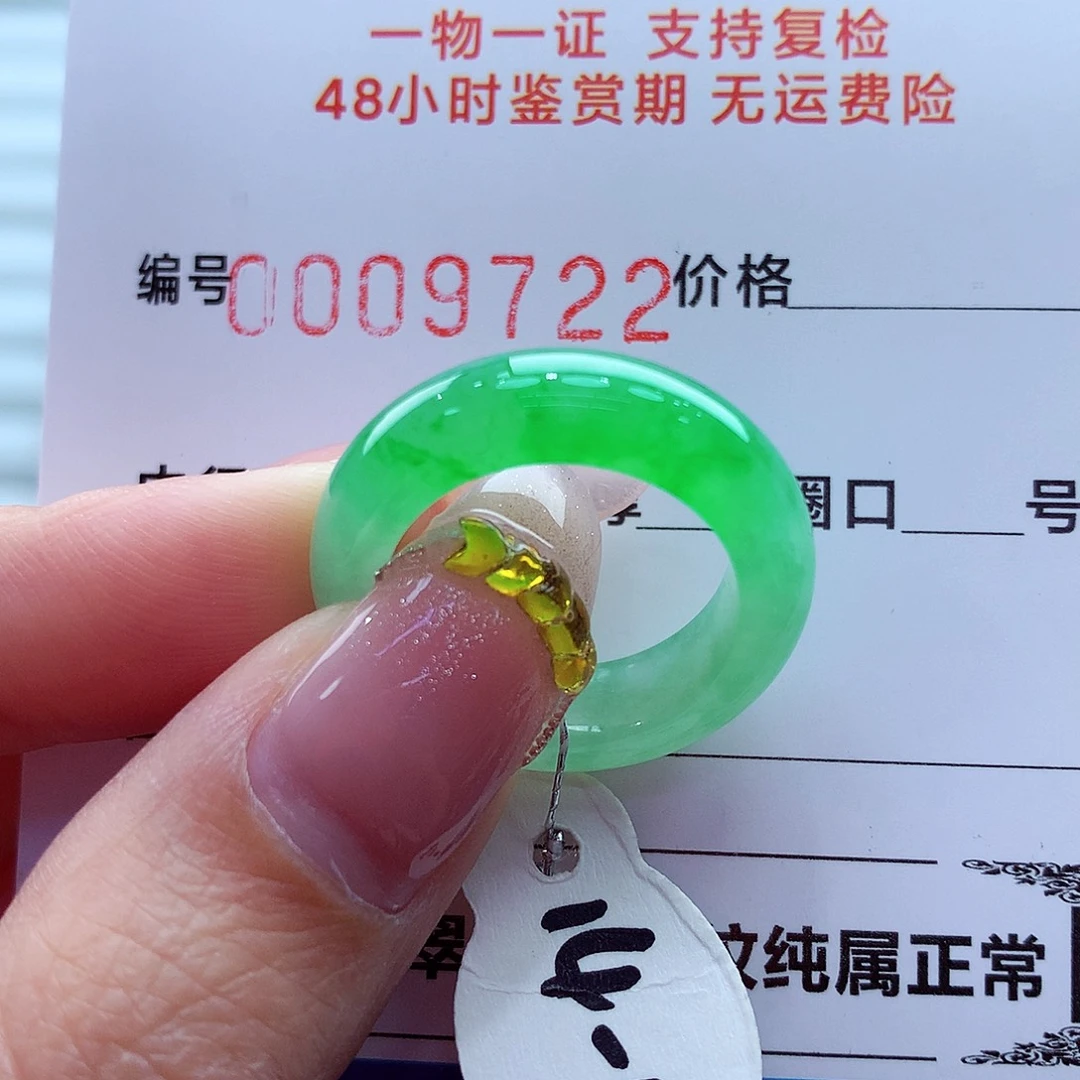 一物一证 支持复检
48小时鉴赏期 无运费险
编号0009722价格
圈口 号
翠 纹纯属正常